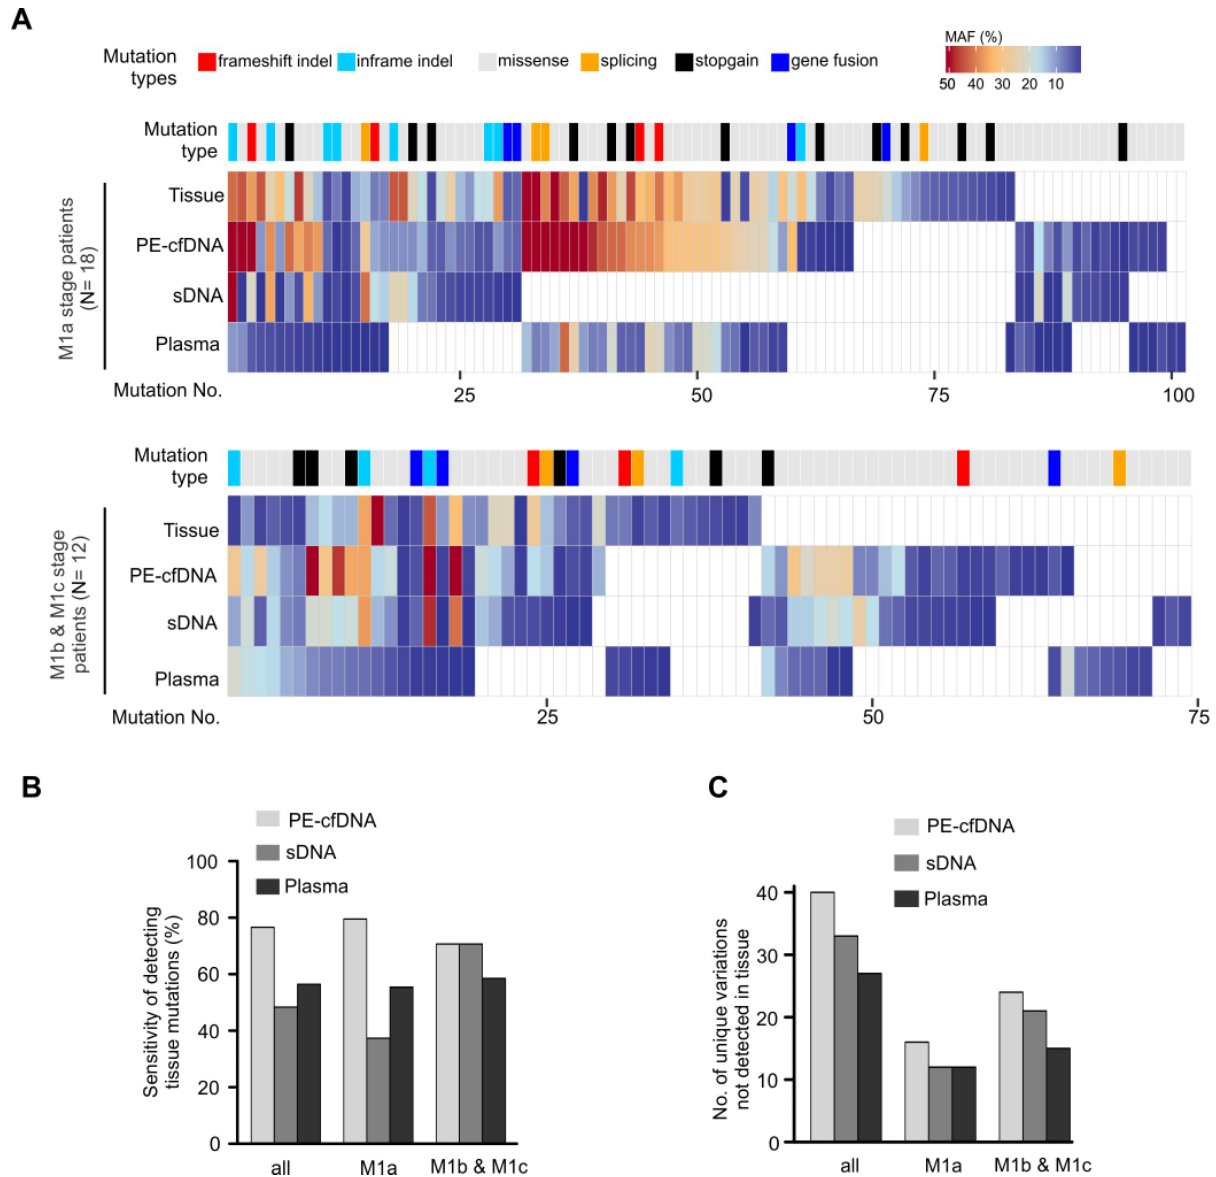 A
Mutation types
frameshift indel inframe indel missense splicing stopgain gene fusion
MAF (%)
50 40 30 20 10
Mutation type
M1a stage patients
(N= 18)
Tissue
PE-cfDNA
sDNA
Plasma
Mutation No.
25 50 75 100
Mutation type
M1b & M1c stage
patients (N= 12)
Tissue
PE-cfDNA
sDNA
Plasma
Mutation No.
25 50 75
B
PE-cfDNA
sDNA
Plasma
Sensitivity of detecting
tissue mutations (%)
100
80
60
40
20
0
all M1a M1b & M1c
C
PE-cfDNA
sDNA
Plasma
No. of unique variations
not detected in tissue
40
30
20
10
0
all M1a M1b & M1c